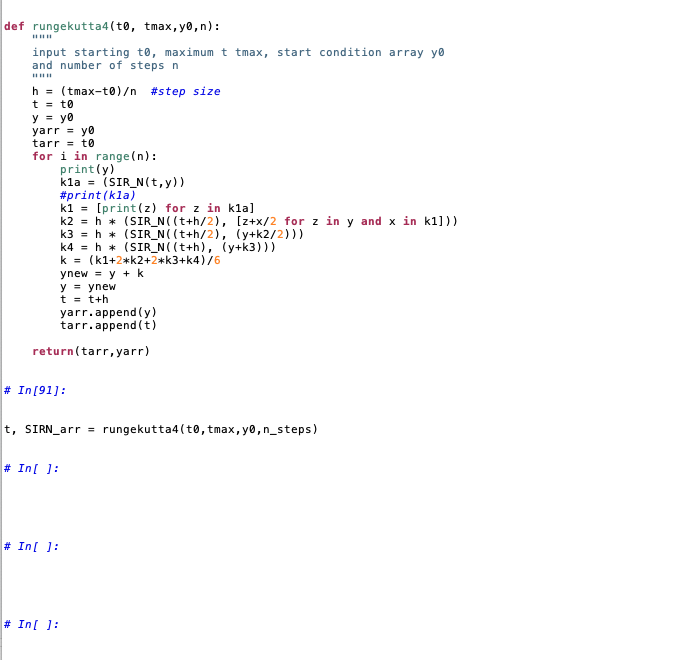 def rungekutta4(t0, tmax,y0,n):
    """
    input starting t0, maximum t tmax, start condition array y0
    and number of steps n
    """
    h = (tmax-t0)/n  #step size
    t = t0
    y = y0
    yarr = y0
    tarr = t0
    for i in range(n):
        print(y)
        k1a = (SIR_N(t,y))
        #print(k1a)
        k1 = [print(z) for z in k1a]
        k2 = h * (SIR_N((t+h/2), [z+x/2 for z in y and x in k1]))
        k3 = h * (SIR_N((t+h/2), (y+k2/2)))
        k4 = h * (SIR_N((t+h), (y+k3)))
        k = (k1+2*k2+2*k3+k4)/6
        ynew = y + k
        y = ynew
        t = t+h
        yarr.append(y)
        tarr.append(t)
    return(tarr,yarr)
# In[91]:
t, SIRN_arr = rungekutta4(t0,tmax,y0,n_steps)
# In[ ]:
# In[ ]:
# In[ ]: